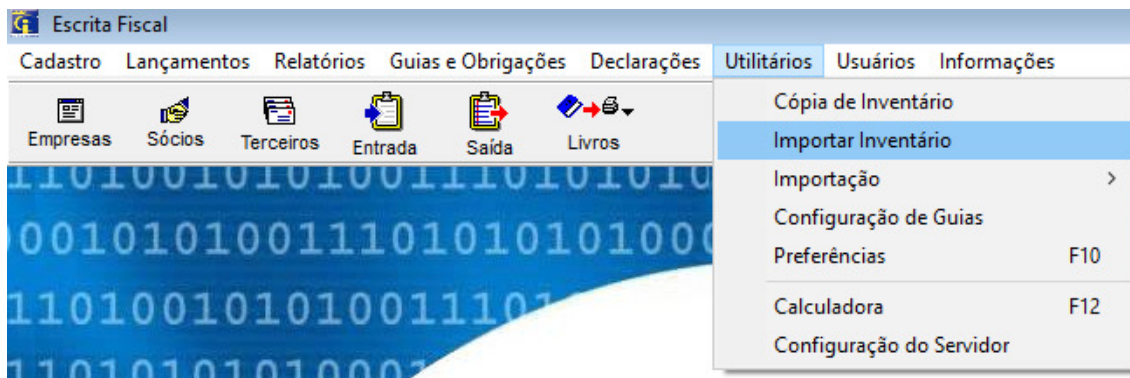 Escrita Fiscal
Cadastro Lançamentos Relatórios Guias e Obrigações Declarações Utilitários Usuários Informações
Empresas Sócios Terceiros Entrada Saída Livros
Cópia de Inventário
Importar Inventário
Importação >
Configuração de Guias
Preferências F10
Calculadora F12
Configuração do Servidor